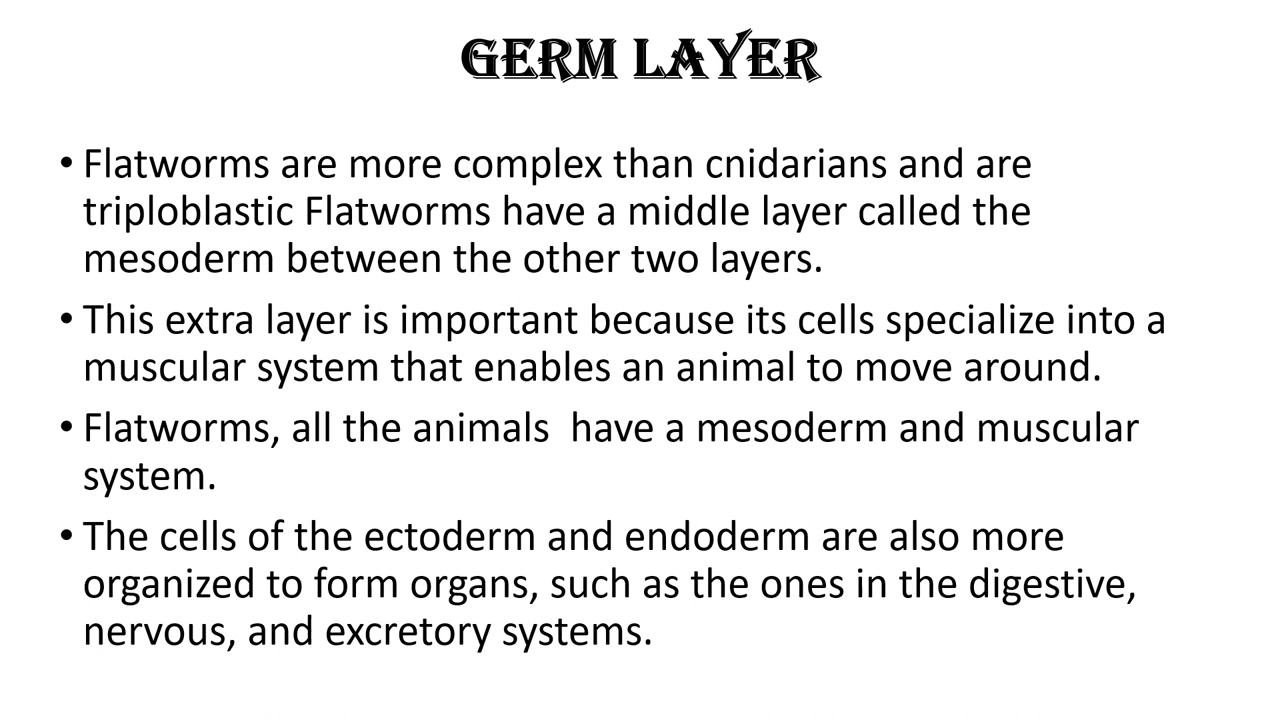 GERM LAYER
• Flatworms are more complex than cnidarians and are
triploblastic Flatworms have a middle layer called the
mesoderm between the other two layers.
• This extra layer is important because its cells specialize into a
muscular system that enables an animal to move around.
• Flatworms, all the animals  have a mesoderm and muscular
system.
• The cells of the ectoderm and endoderm are also more
organized to form organs, such as the ones in the digestive,
nervous, and excretory systems.